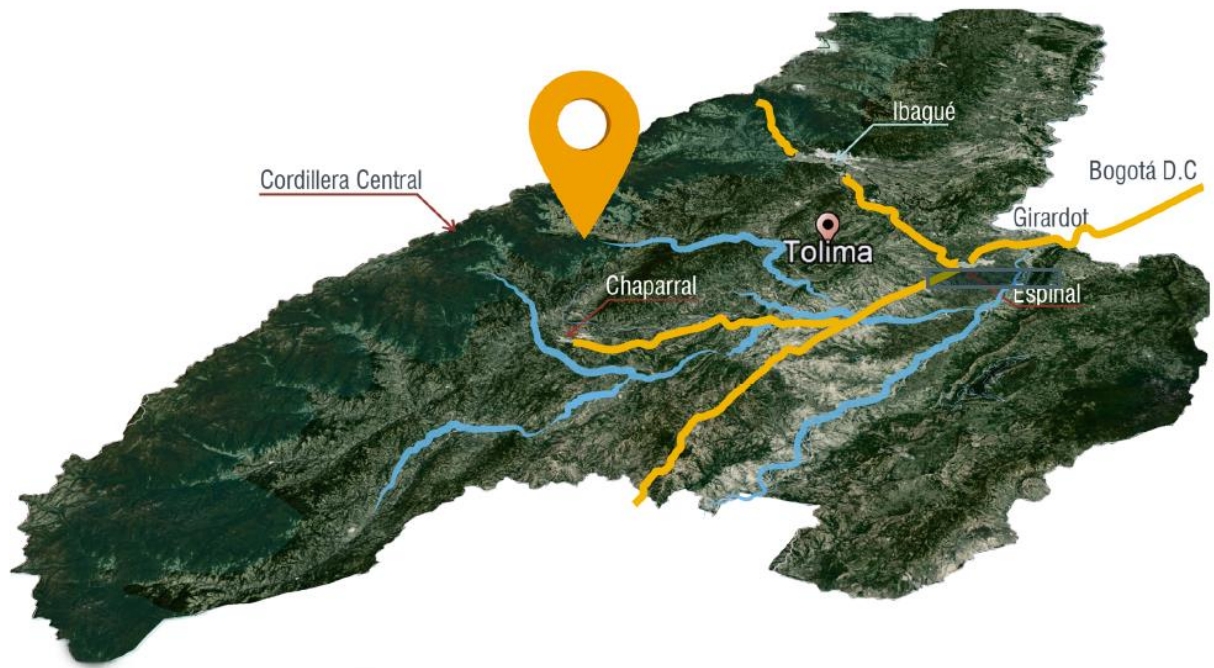 Ibagué
Cordillera Central
Bogotá D.C
Girardot
Tolima
Chaparral
Espinal